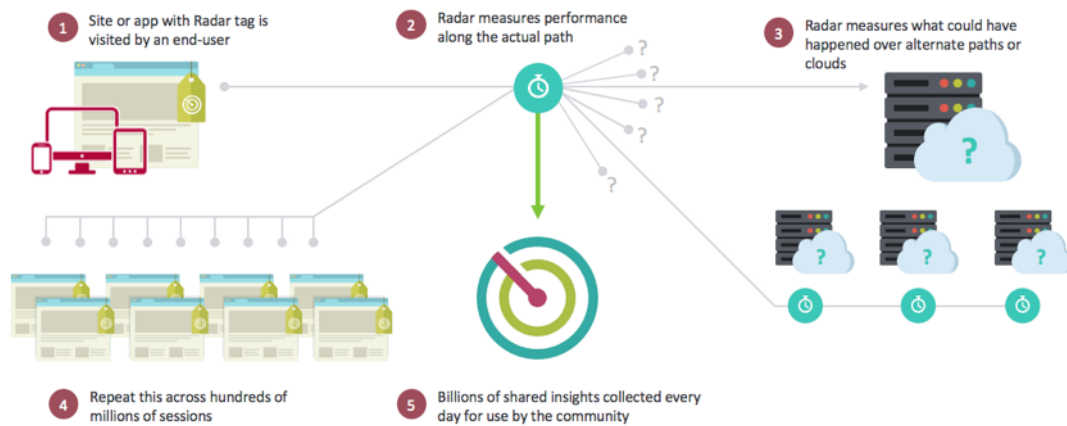 1
Site or app with Radar tag is
visited by an end-user
2
Radar measures performance
along the actual path
3
Radar measures what could have
happened over alternate paths or
clouds
?
?
?
?
?
?
?
?
?
4
Repeat this across hundreds of
millions of sessions
5
Billions of shared insights collected every
day for use by the community